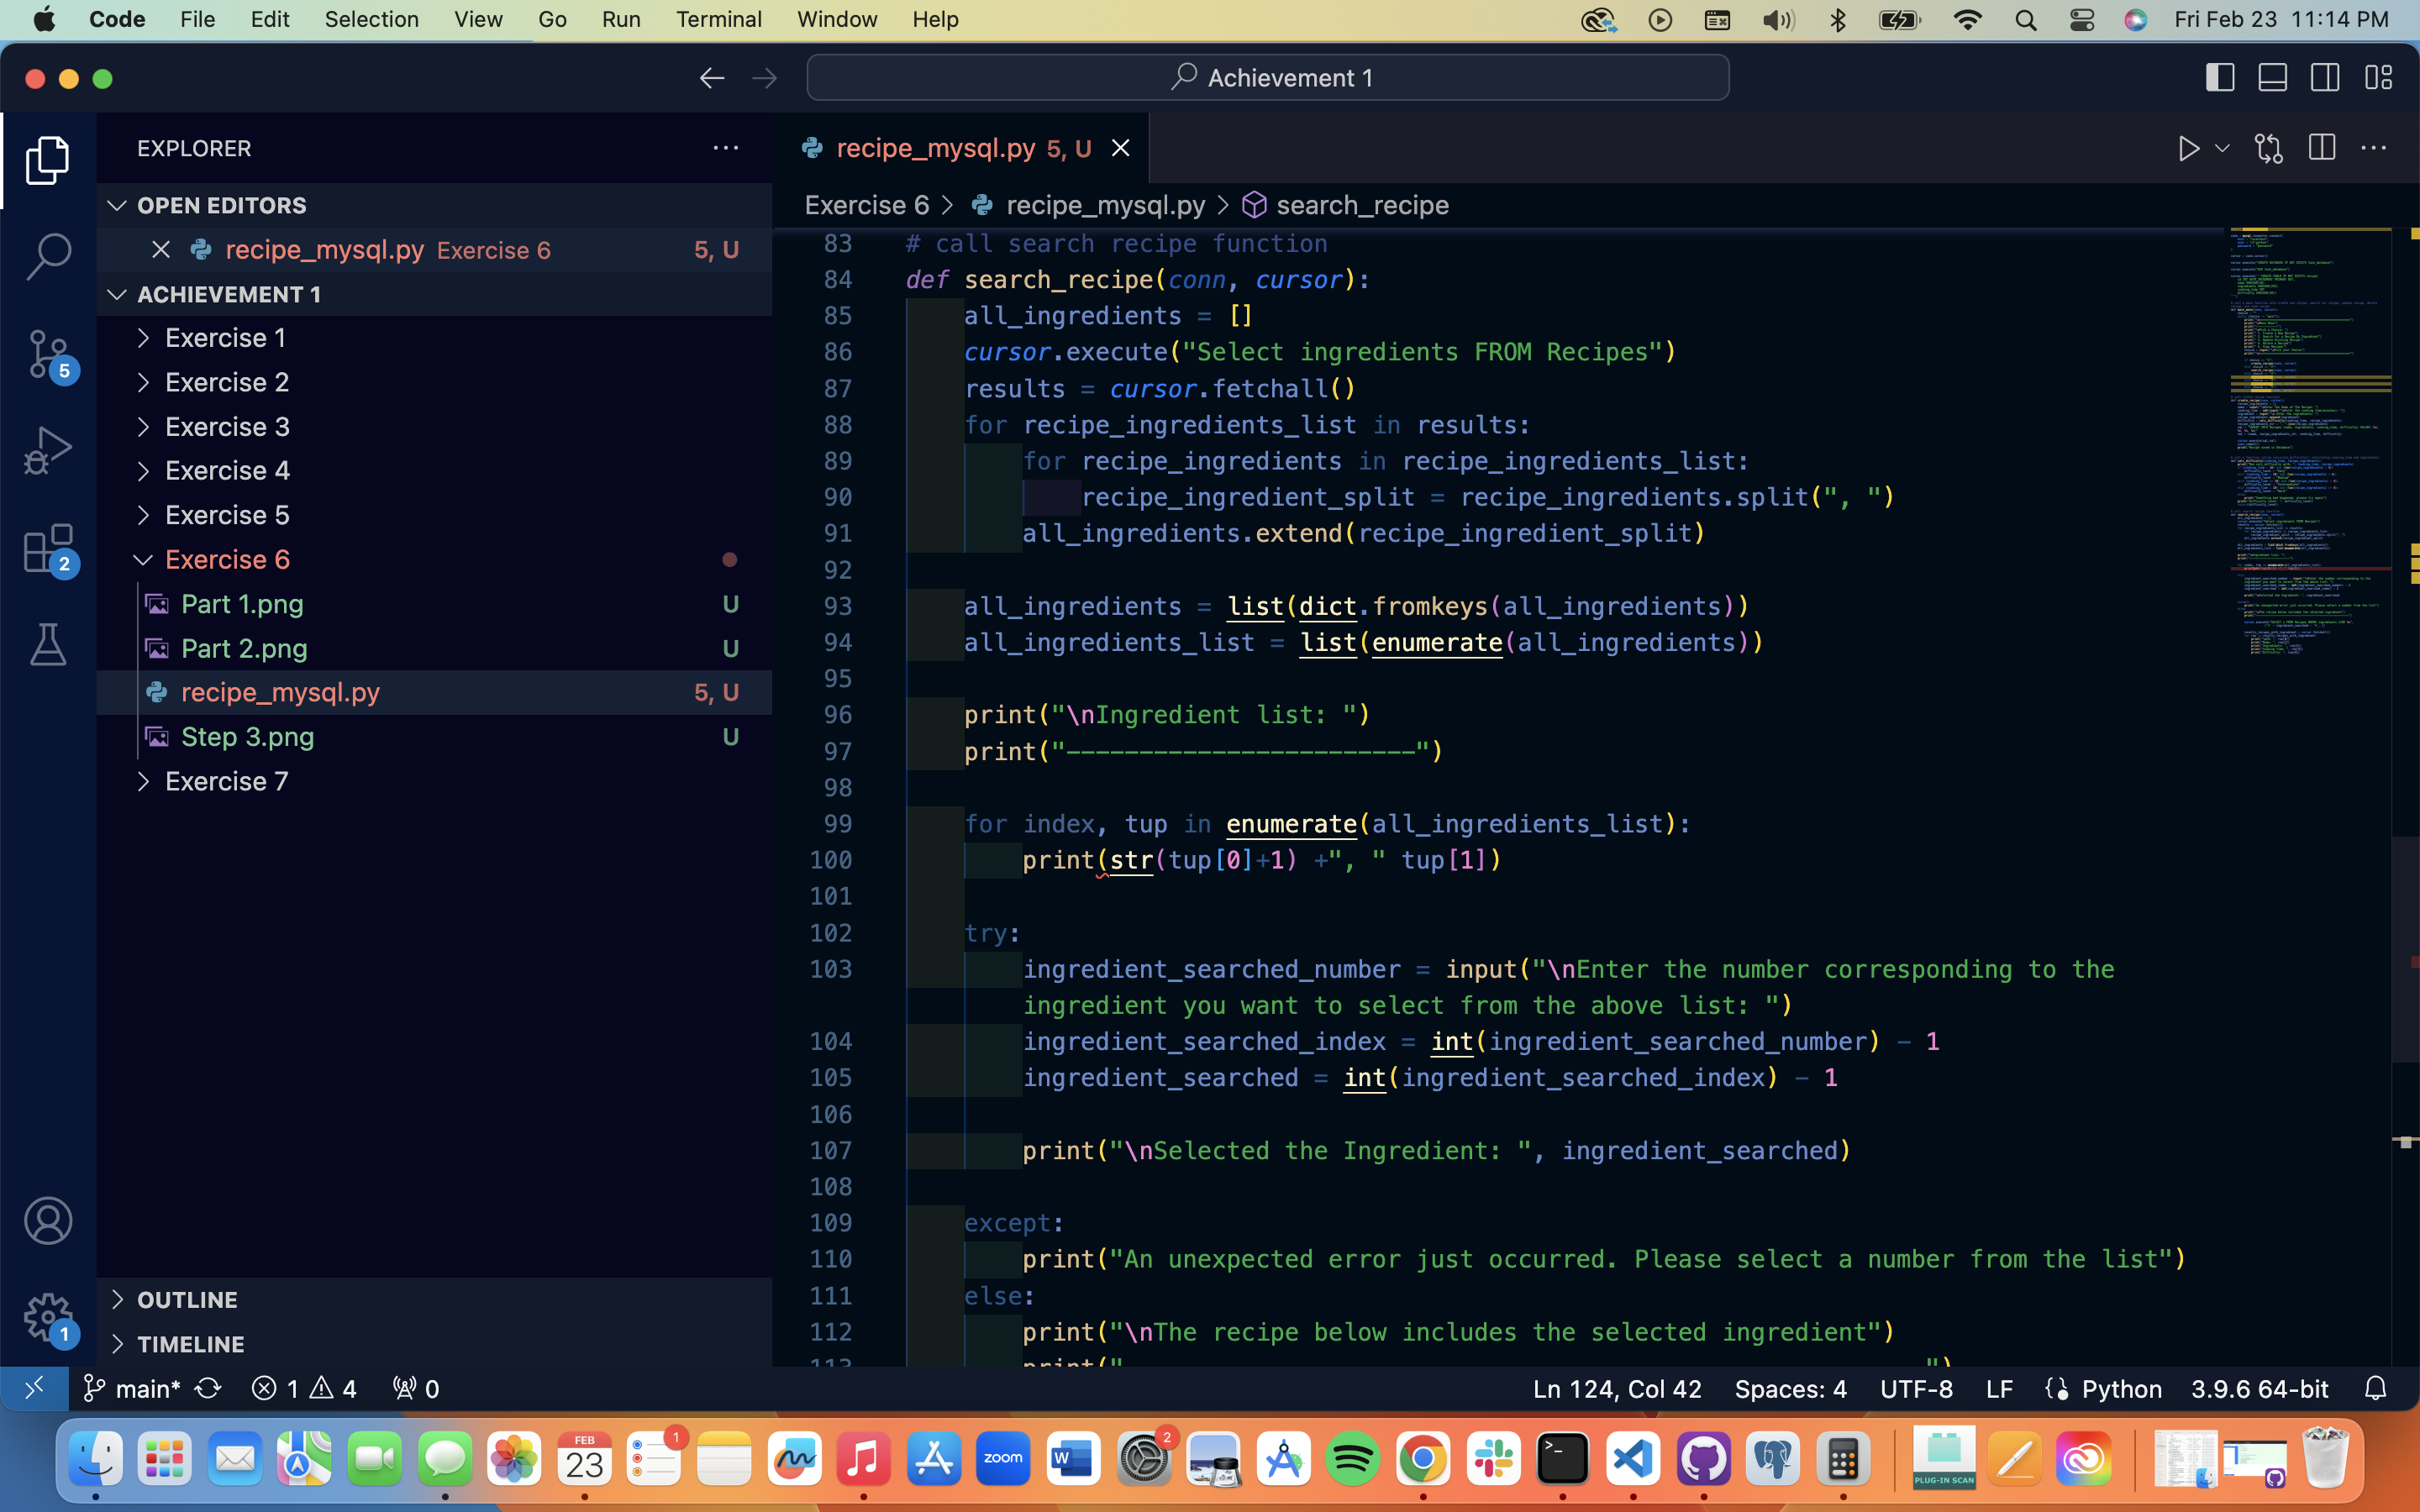 Code File Edit Selection View Go Run Terminal Window Help Fri Feb 23 11:14 PM
Achievement 1
EXPLORER
OPEN EDITORS
recipe_mysql.py Exercise 6 5, U
ACHIEVEMENT 1
Exercise 1
Exercise 2
Exercise 3
Exercise 4
Exercise 5
Exercise 6
Part 1.png U
Part 2.png U
recipe_mysql.py 5, U
Step 3.png U
Exercise 7
OUTLINE
TIMELINE
5
2
1
recipe_mysql.py 5, U
Exercise 6 > recipe_mysql.py > search_recipe
83 # call search recipe function
84 def search_recipe(conn, cursor):
85 all_ingredients = []
86 cursor.execute("Select ingredients FROM Recipes")
87 results = cursor.fetchall()
88 for recipe_ingredients_list in results:
89 for recipe_ingredients in recipe_ingredients_list:
90 recipe_ingredient_split = recipe_ingredients.split(", ")
91 all_ingredients.extend(recipe_ingredient_split)
92
93 all_ingredients = list(dict.fromkeys(all_ingredients))
94 all_ingredients_list = list(enumerate(all_ingredients))
95
96 print("\nIngredient list: ")
97 print("------------------------")
98
99 for index, tup in enumerate(all_ingredients_list):
100 print(str(tup[0]+1) +", " tup[1])
101
102 try:
103 ingredient_searched_number = input("\nEnter the number corresponding to the
ingredient you want to select from the above list: ")
104 ingredient_searched_index = int(ingredient_searched_number) - 1
105 ingredient_searched = int(ingredient_searched_index) - 1
106
107 print("\nSelected the Ingredient: ", ingredient_searched)
108
109 except:
110 print("An unexpected error just occurred. Please select a number from the list")
111 else:
112 print("\nThe recipe below includes the selected ingredient")
main* 1 4 0 Ln 124, Col 42 Spaces: 4 UTF-8 LF Python 3.9.6 64-bit
FEB
23
1
zoom
W
2
PLUG-IN SCAN